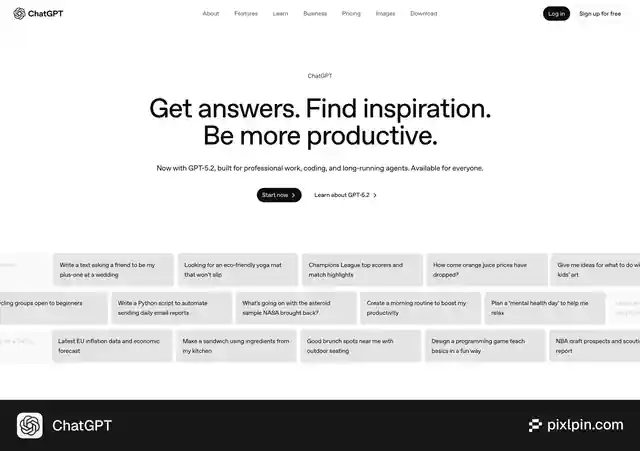 ChatGPT
About Features Learn Business Pricing Images Download
Log in Sign up for free
ChatGPT
Get answers. Find inspiration.
Be more productive.
Now with GPT-5.2, built for professional work, coding, and long-running agents. Available for everyone.
Start now Learn about GPT-5.2
Write a text asking a friend to be my
plus-one at a wedding
Looking for an eco-friendly yoga mat
that won't slip
Champions League top scorers and
match highlights
How come orange juice prices have
dropped?
Give me ideas for what to do wi
kids' art
cling groups open to beginners
Write a Python script to automate
sending daily email reports
What's going on with the asteroid
sample NASA brought back?
Create a morning routine to boost my
productivity
Plan a 'mental health day' to help me
relax
Latest EU inflation data and economic
forecast
Make a sandwich using ingredients from
my kitchen
Good brunch spots near me with
outdoor seating
Design a programming game teach
basics in a fun way
NBA draft prospects and scouti
report
ChatGPT
pixlpin.com